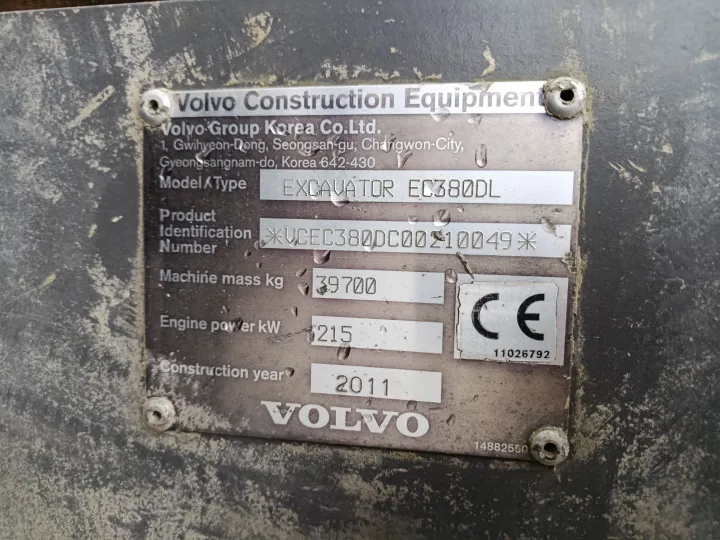 Volvo Construction Equipment
Volvo Group Korea Co.Ltd.
1, Gwihyeon-Dong, Seongsan-gu, Changwon-City,
Gyeongsangnam-do, Korea 642-430
Model / Type EXCAVATOR EC380DL
Product
Identification
Number
*VCEC380DC00210049*
Machine mass kg 39700
Engine power kW 215
CE
11026792
Construction year 2011
VOLVO
14882550